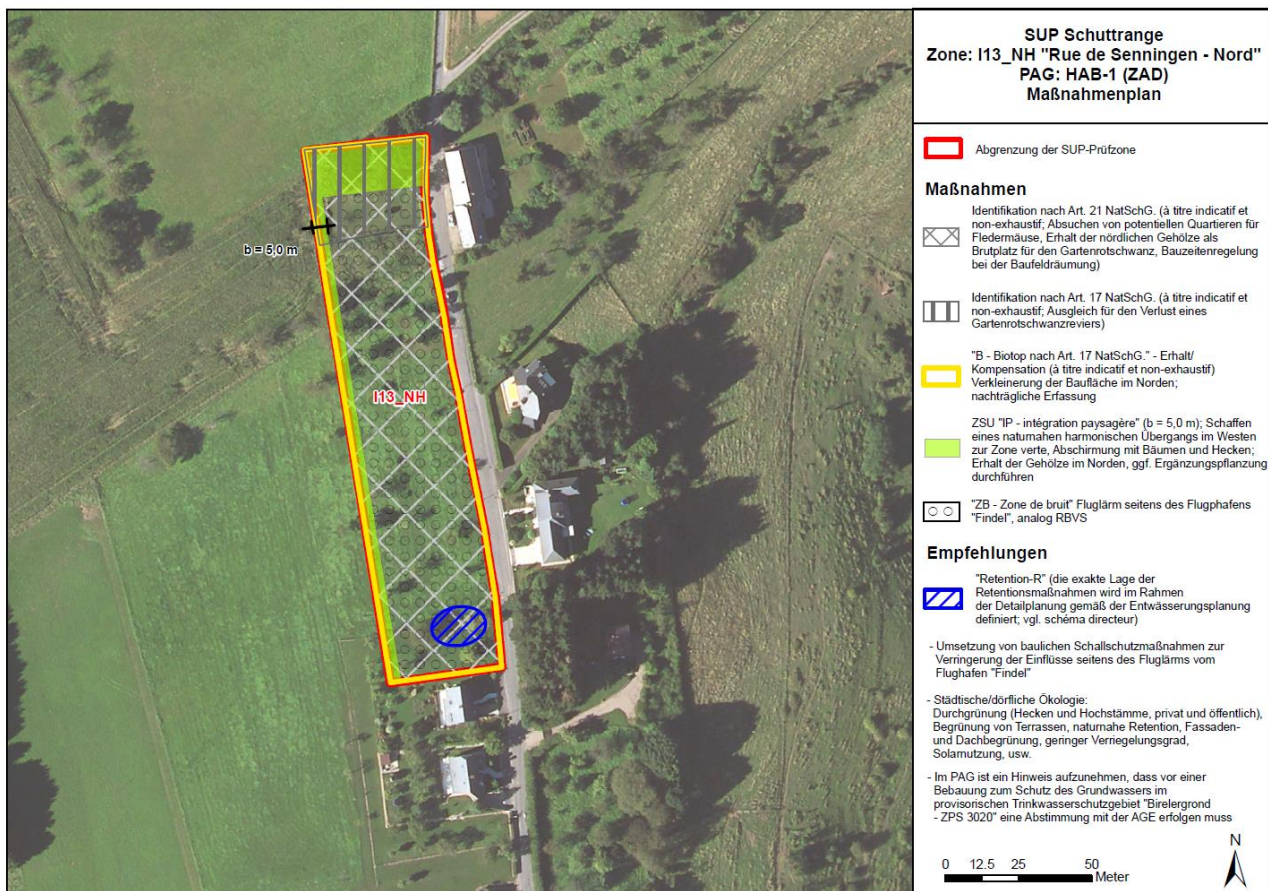 SUP Schuttrange
Zone: I13_NH "Rue de Senningen - Nord"
PAG: HAB-1 (ZAD)
Maßnahmenplan
Abgrenzung der SUP-Prüfzone
Maßnahmen
Identifikation nach Art. 21 NatSchG. (à titre indicatif et
non-exhaustif; Absuchen von potentiellen Quartieren für
Fledermäuse, Erhalt der nördlichen Gehölze als
Brutplatz für den Gartenrotschwanz, Bauzeitenregelung
bei der Baufeldräumung)
Identifikation nach Art. 17 NatSchG. (à titre indicatif et
non-exhaustif; Ausgleich für den Verlust eines
Gartenrotschwanzreviers)
"B - Biotop nach Art. 17 NatSchG." - Erhalt/
Kompensation (à titre indicatif et non-exhaustif)
Verkleinerung der Baufläche im Norden;
nachträgliche Erfassung
ZSU "IP - intégration paysagère" (b = 5,0 m); Schaffen
eines naturnahen harmonischen Übergangs im Westen
zur Zone verte, Abschirmung mit Bäumen und Hecken;
Erhalt der Gehölze im Norden, ggf. Ergänzungspflanzung
durchführen
"ZB - Zone de bruit" Fluglärm seitens des Flugphafens
"Findel", analog RBVS
Empfehlungen
"Retention-R" (die exakte Lage der
Retentionsmaßnahmen wird im Rahmen
der Detailplanung gemäß der Entwässerungsplanung
definiert; vgl. schéma directeur)
- Umsetzung von baulichen Schallschutzmaßnahmen zur
Verringerung der Einflüsse seitens des Fluglärms vom
Flughafen "Findel"
- Städtische/dörfliche Ökologie:
Durchgrünung (Hecken und Hochstämme, privat und öffentlich),
Begrünung von Terrassen, naturnahe Retention, Fassaden-
und Dachbegrünung, geringer Verriegelungsgrad,
Solarnutzung, usw.
- Im PAG ist ein Hinweis aufzunehmen, dass vor einer
Bebauung zum Schutz des Grundwassers im
provisorischen Trinkwasserschutzgebiet "Birelergrond
- ZPS 3020" eine Abstimmung mit der AGE erfolgen muss
N
0 12.5 25 50
Meter
b = 5,0 m
I13_NH